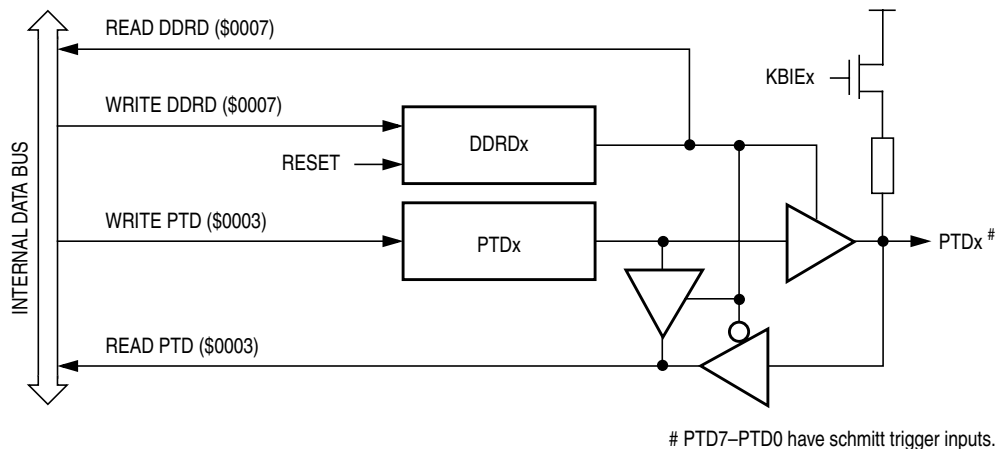 READ DDRD ($0007)
KBIEx
WRITE DDRD ($0007)
DDRDx
RESET
INTERNAL DATA BUS
WRITE PTD ($0003)
PTDx
PTDx #
READ PTD ($0003)
# PTD7–PTD0 have schmitt trigger inputs.